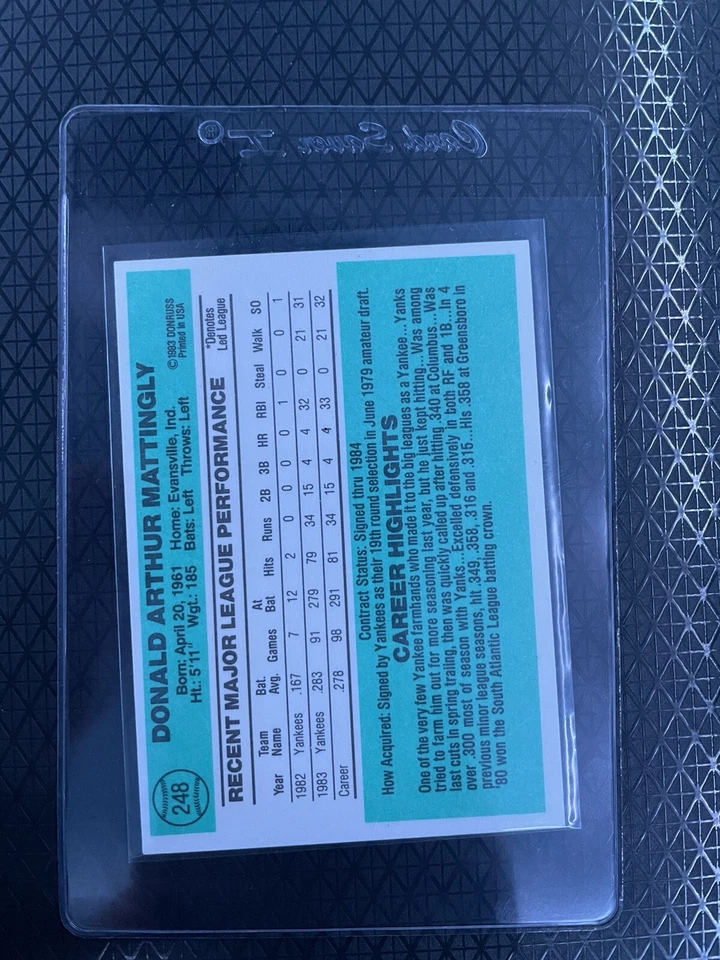 Card Saver I
248
DONALD ARTHUR MATTINGLY
Born: April 20, 1961 Home: Evansville, Ind.
Ht.: 5'11" Wgt.: 185 Bats: Left Throws: Left
©1983 DONRUSS
Printed in USA
RECENT MAJOR LEAGUE PERFORMANCE
*Denotes
Led League
Year Team Name Bat. Avg. Games At Bat Hits Runs 2B 3B HR RBI Steal Walk SO
1982 Yankees .167 7 12 2 0 0 0 0 1 0 0 1
1983 Yankees .283 91 279 79 34 15 4 4 32 0 21 31
Career .278 98 291 81 34 15 4 4 33 0 21 32
Contract Status: Signed thru 1984
How Acquired: Signed by Yankees as their 19th round selection in June 1979 amateur draft.
CAREER HIGHLIGHTS
One of the very few Yankee farmhands who made it to the big leagues as a Yankee... Yanks
tried to farm him out for more seasoning last year, but he just kept hitting...Was among
last cuts in spring trailing, then was quickly called up after hitting .340 at Columbus...Was
over .300 most of season with Yanks...Excelled defensively in both RF and 1B...In 4
previous minor league seasons, hit .349, .358, .316 and .315...His .358 at Greensboro in
'80 won the South Atlantic League batting crown.